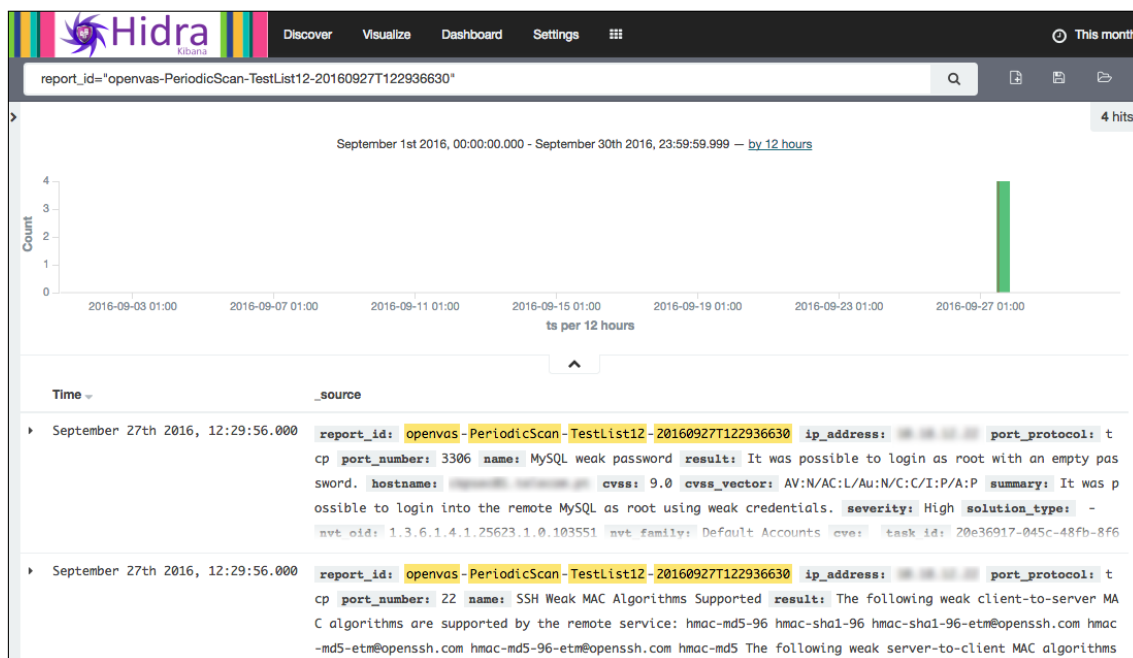 Hidra
Kibana
Discover Visualize Dashboard Settings This month
report_id="openvas-PeriodicScan-TestList12-20160927T122936630"
4 hits
September 1st 2016, 00:00:00.000 - September 30th 2016, 23:59:59.999 — by 12 hours
4
3
2
1
0
Count
2016-09-03 01:00 2016-09-07 01:00 2016-09-11 01:00 2016-09-15 01:00 2016-09-19 01:00 2016-09-23 01:00 2016-09-27 01:00
ts per 12 hours
Time _source
September 27th 2016, 12:29:56.000 report_id: openvas-PeriodicScan-TestList12-20160927T122936630 ip_address: port_protocol: t
cp port_number: 3306 name: MySQL weak password result: It was possible to login as root with an empty pas
sword. hostname: cvss: 9.0 cvss_vector: AV:N/AC:L/Au:N/C:C/I:P/A:P summary: It was p
ossible to login into the remote MySQL as root using weak credentials. severity: High solution_type: -
nvt_oid: 1.3.6.1.4.1.25623.1.0.103551 nvt_family: Default Accounts cve: task_id: 20e36917-045c-48fb-8f6
September 27th 2016, 12:29:56.000 report_id: openvas-PeriodicScan-TestList12-20160927T122936630 ip_address: port_protocol: t
cp port_number: 22 name: SSH Weak MAC Algorithms Supported result: The following weak client-to-server MA
C algorithms are supported by the remote service: hmac-md5-96 hmac-sha1-96 hmac-sha1-96-etm@openssh.com hmac
-md5-etm@openssh.com hmac-md5-96-etm@openssh.com hmac-md5 The following weak server-to-client MAC algorithms